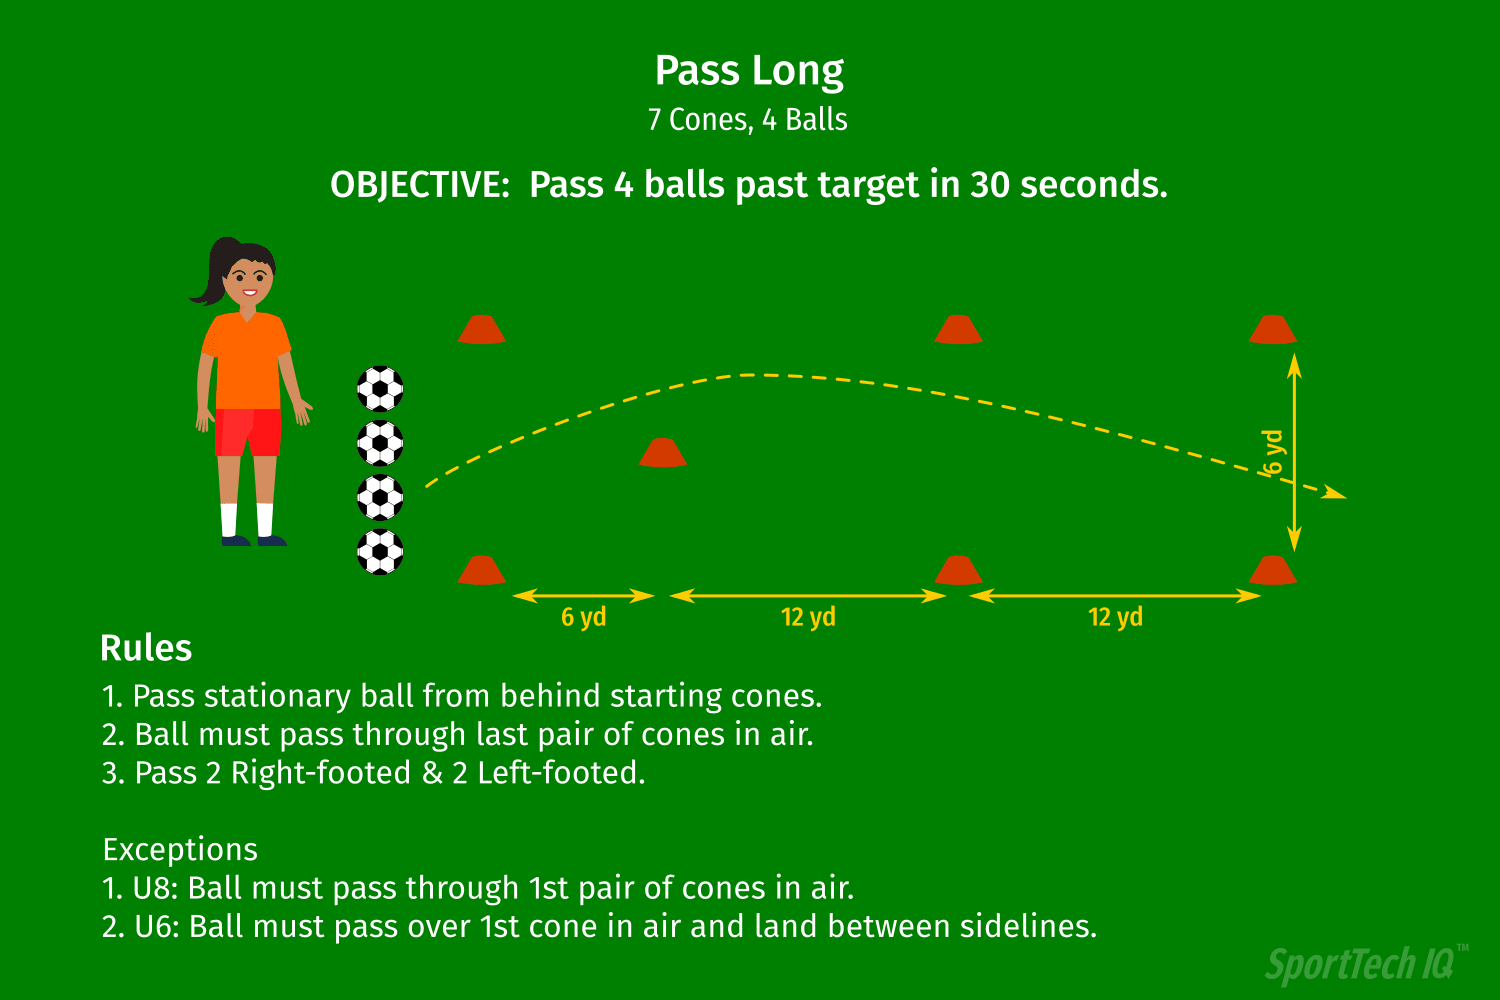 Pass Long
7 Cones, 4 Balls
OBJECTIVE: Pass 4 balls past target in 30 seconds.
6 yd
6 yd
12 yd
12 yd
Rules
1. Pass stationary ball from behind starting cones.
2. Ball must pass through last pair of cones in air.
3. Pass 2 Right-footed & 2 Left-footed.
Exceptions
1. U8: Ball must pass through 1st pair of cones in air.
2. U6: Ball must pass over 1st cone in air and land between sidelines.
SportTech IQ™